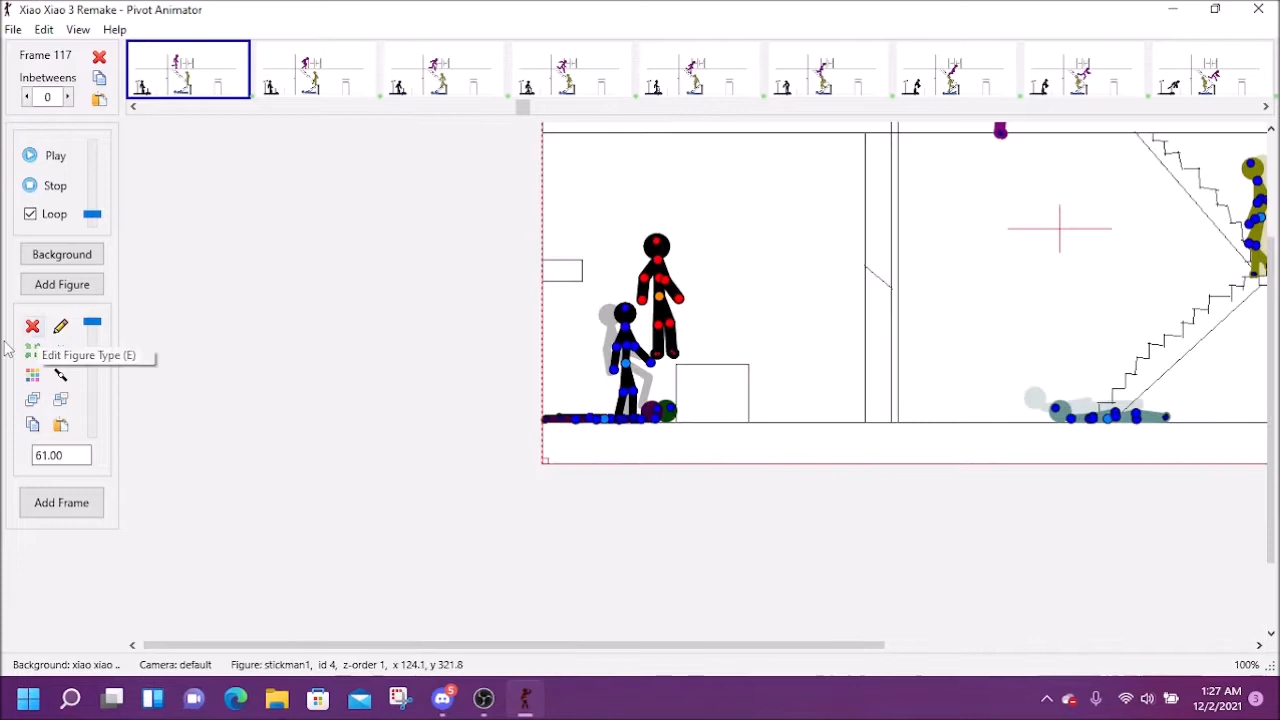 Xiao Xiao 3 Remake - Pivot Animator
File Edit View Help
Frame 117
Inbetweens
0
Play
Stop
Loop
Background
Add Figure
Edit Figure Type (E)
61.00
Add Frame
Background: xiao xiao .. Camera: default Figure: stickman1, id 4, z-order 1, x 124.1, y 321.8 100%
5
1:27 AM
12/2/2021
3